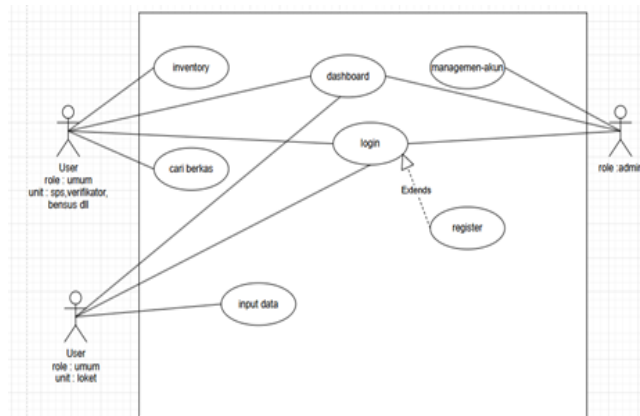 inventory
dashboard
managemen-akun
login
User
role : umum
unit : sps,verifikator,
bensus dll
cari berkas
role :admin
Extends
register
input data
User
role : umum
unit : loket